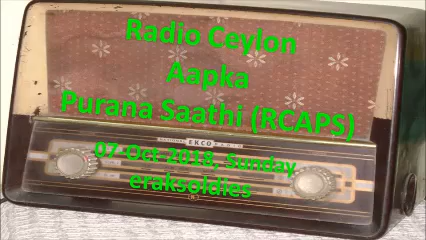 Radio Ceylon
Aapka
Purana Saathi (RCAPS)
EKCO
07-Oct-2018, Sunday
eraksoldies